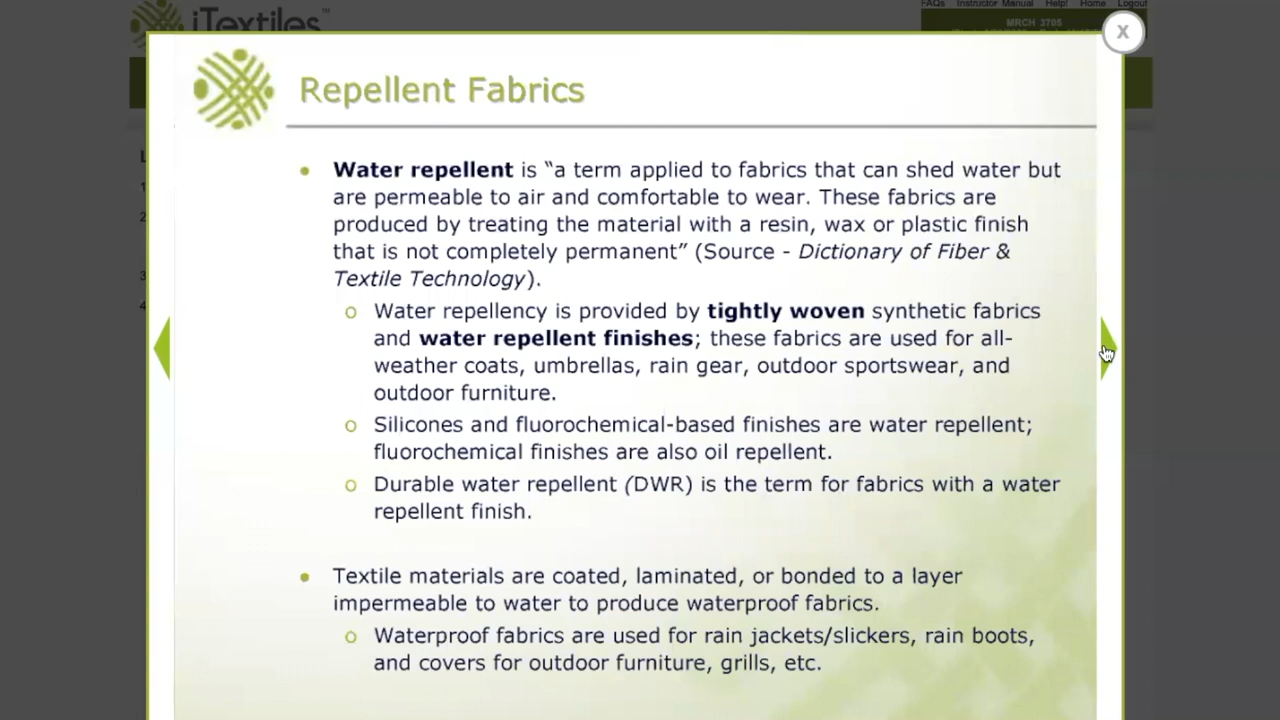 iTextiles™
FAQs Instructor Manual Help! Home Logout
MRCH 3705
X
Repellent Fabrics
• Water repellent is “a term applied to fabrics that can shed water but
are permeable to air and comfortable to wear. These fabrics are
produced by treating the material with a resin, wax or plastic finish
that is not completely permanent” (Source - Dictionary of Fiber &
Textile Technology).
o Water repellency is provided by tightly woven synthetic fabrics
and water repellent finishes; these fabrics are used for all-
weather coats, umbrellas, rain gear, outdoor sportswear, and
outdoor furniture.
o Silicones and fluorochemical-based finishes are water repellent;
fluorochemical finishes are also oil repellent.
o Durable water repellent (DWR) is the term for fabrics with a water
repellent finish.
• Textile materials are coated, laminated, or bonded to a layer
impermeable to water to produce waterproof fabrics.
o Waterproof fabrics are used for rain jackets/slickers, rain boots,
and covers for outdoor furniture, grills, etc.